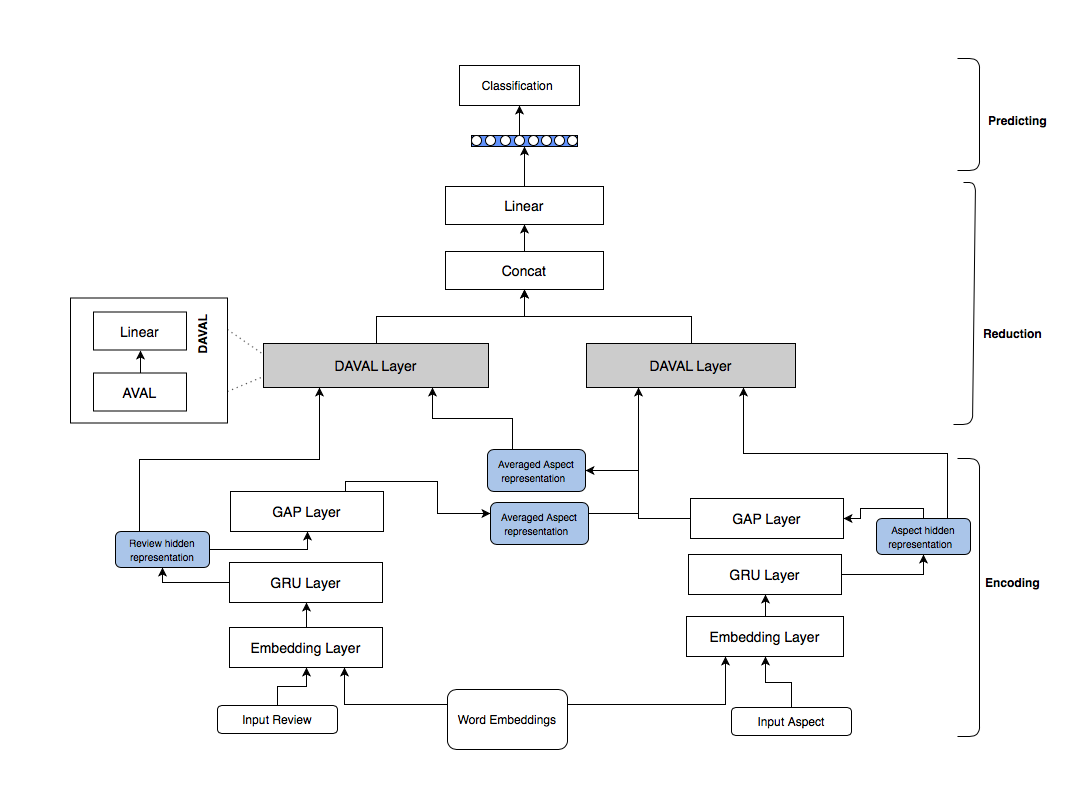 Classification
Predicting
Linear
Concat
Reduction
Linear
DAVAL
AVAL
DAVAL Layer
DAVAL Layer
Averaged Aspect
representation
GAP Layer
Averaged Aspect
representation
GAP Layer
Review hidden
representation
Aspect hidden
representation
GRU Layer
GRU Layer
Encoding
Embedding Layer
Embedding Layer
Input Review
Word Embeddings
Input Aspect